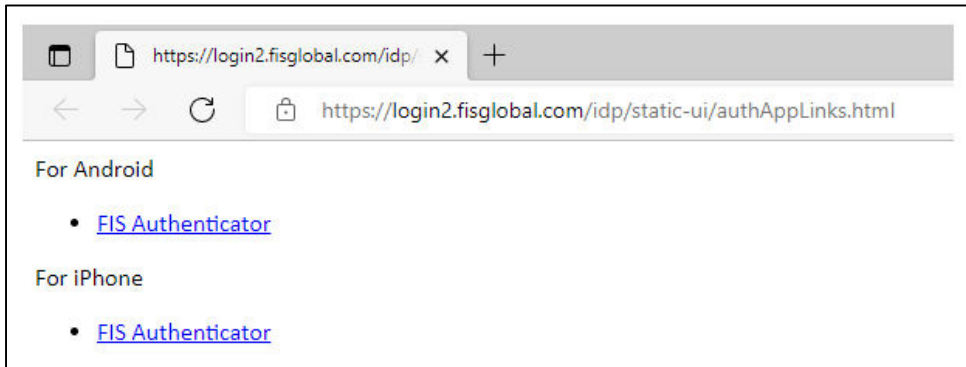 https://login2.fisglobal.com/idp/
https://login2.fisglobal.com/idp/static-ui/authAppLinks.html
For Android
• FIS Authenticator
For iPhone
• FIS Authenticator